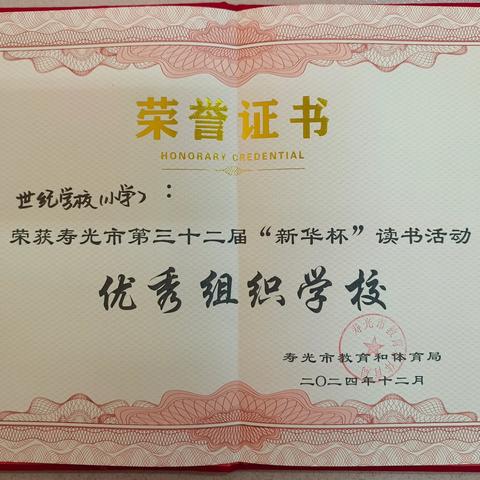 荣誉证书
HONORARY CREDENTIAL
世纪学校(小学)：
荣获寿光市第三十二届“新华杯”读书活动
优秀组织学校
寿光市教育和体育局
二〇二四年十二月